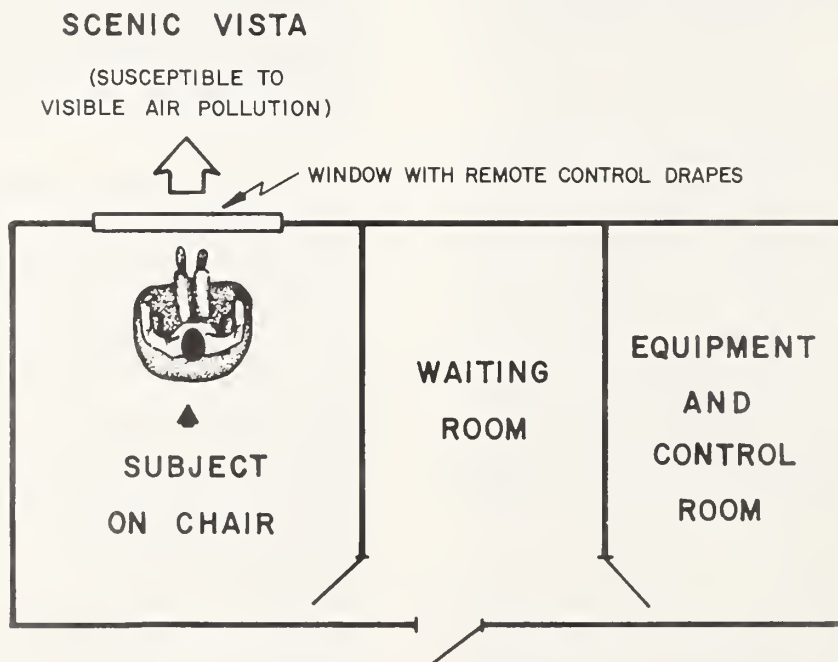 SCENIC VISTA
(SUSCEPTIBLE TO
VISIBLE AIR POLLUTION)
WINDOW WITH REMOTE CONTROL DRAPES
SUBJECT
ON CHAIR
WAITING
ROOM
EQUIPMENT
AND
CONTROL
ROOM